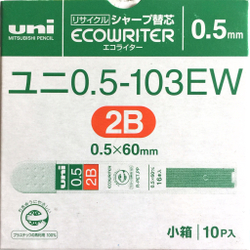 uni
MITSUBISHI PENCIL
リサイクル シャープ替芯
ECOWRITER
エコライター
0.5mm
ユニ0.5-103EW
2B
0.5×60mm
uni 0.5 2B
小箱 10P入